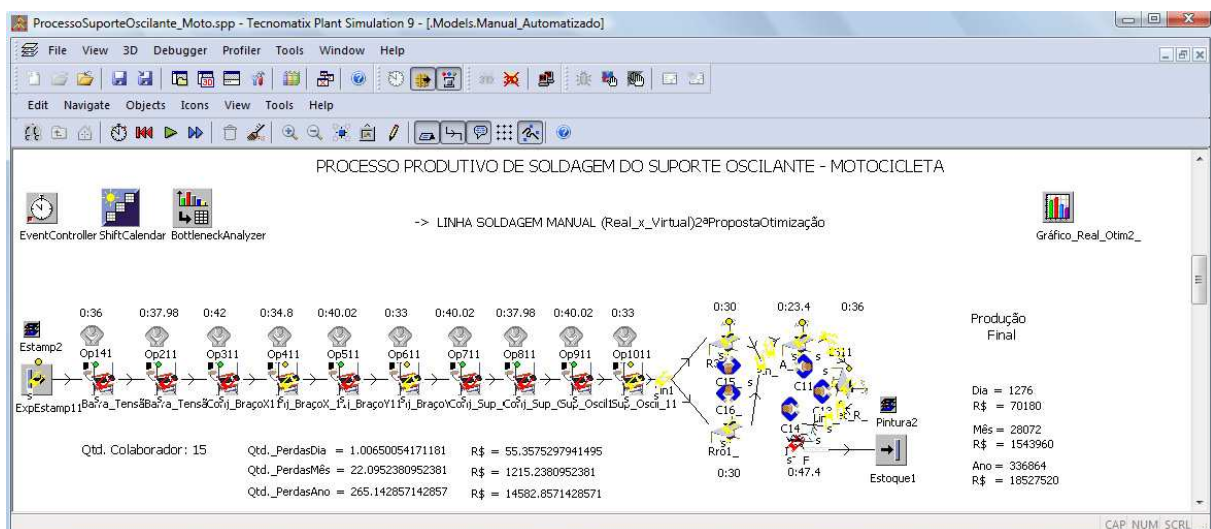 ProcessoSuporteOscilante_Moto.spp - Tecnomatix Plant Simulation 9 - [.Models.Manual_Automatizado]
File View 3D Debugger Profiler Tools Window Help
Edit Navigate Objects Icons View Tools Help
PROCESSO PRODUTIVO DE SOLDAGEM DO SUPORTE OSCILANTE - MOTOCICLETA
EventController ShiftCalendar BottleneckAnalyzer
-> LINHA SOLDAGEM MANUAL (Real_x_Virtual)2ªPropostaOtimização
Gráfico_Real_Otim2_
0:36 0:37.98 0:42 0:34.8 0:40.02 0:33 0:40.02 0:37.98 0:40.02 0:33 0:30 0:23.4 0:36
Estamp2
Op141 Op211 Op311 Op411 Op511 Op611 Op711 Op811 Op911 Op1011
ExpEstamp11
C15_ C11
C16_
C14_
Rro1_
0:30 0:47.4
Pintura2
Estoque1
Produção
Final
Dia = 1276
R$ = 70180
Mês = 28072
R$ = 1543960
Ano = 336864
R$ = 18527520
Qtd. Colaborador: 15
Qtd._PerdasDia = 1.00650054171181 R$ = 55.3575297941495
Qtd._PerdasMês = 22.0952380952381 R$ = 1215.2380952381
Qtd._PerdasAno = 265.142857142857 R$ = 14582.8571428571
CAP NUM SCRL